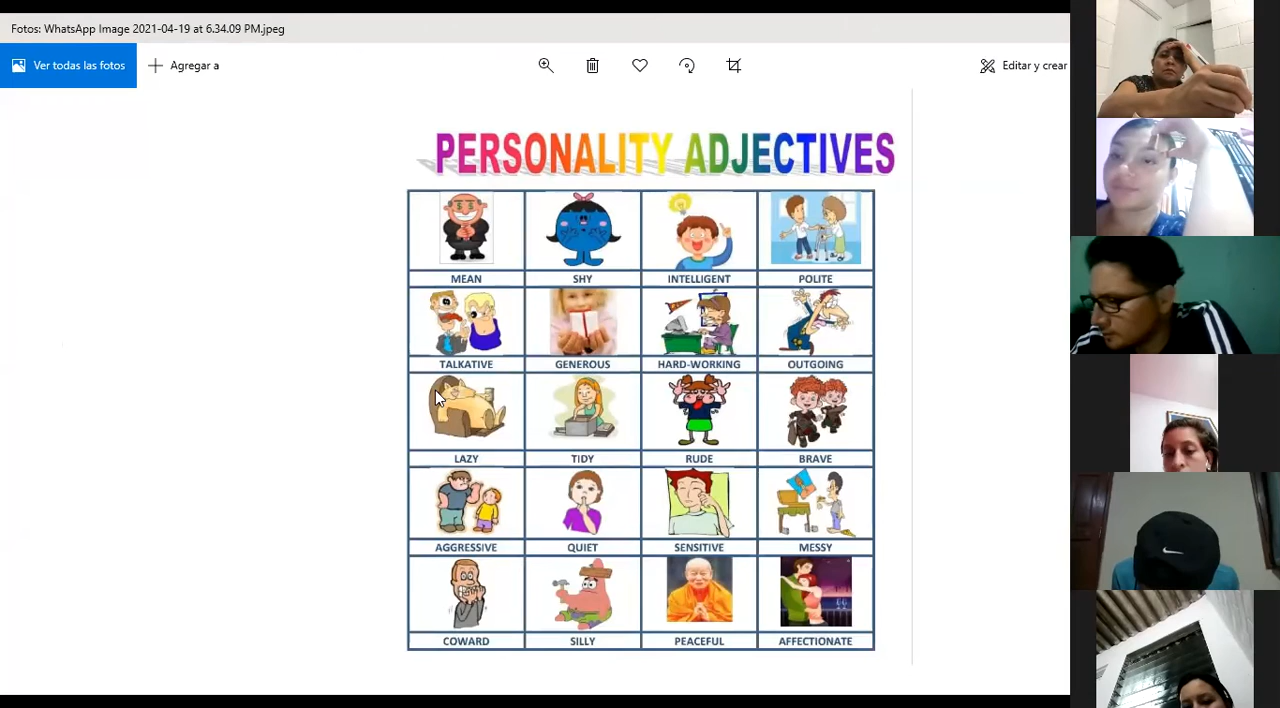 Fotos: WhatsApp Image 2021-04-19 at 6.34.09 PM.jpeg
Ver todas las fotos
Agregar a
Editar y crear
PERSONALITY ADJECTIVES
MEAN SHY INTELLIGENT POLITE
TALKATIVE GENEROUS HARD-WORKING OUTGOING
LAZY TIDY RUDE BRAVE
AGGRESSIVE QUIET SENSITIVE MESSY
COWARD SILLY PEACEFUL AFFECTIONATE